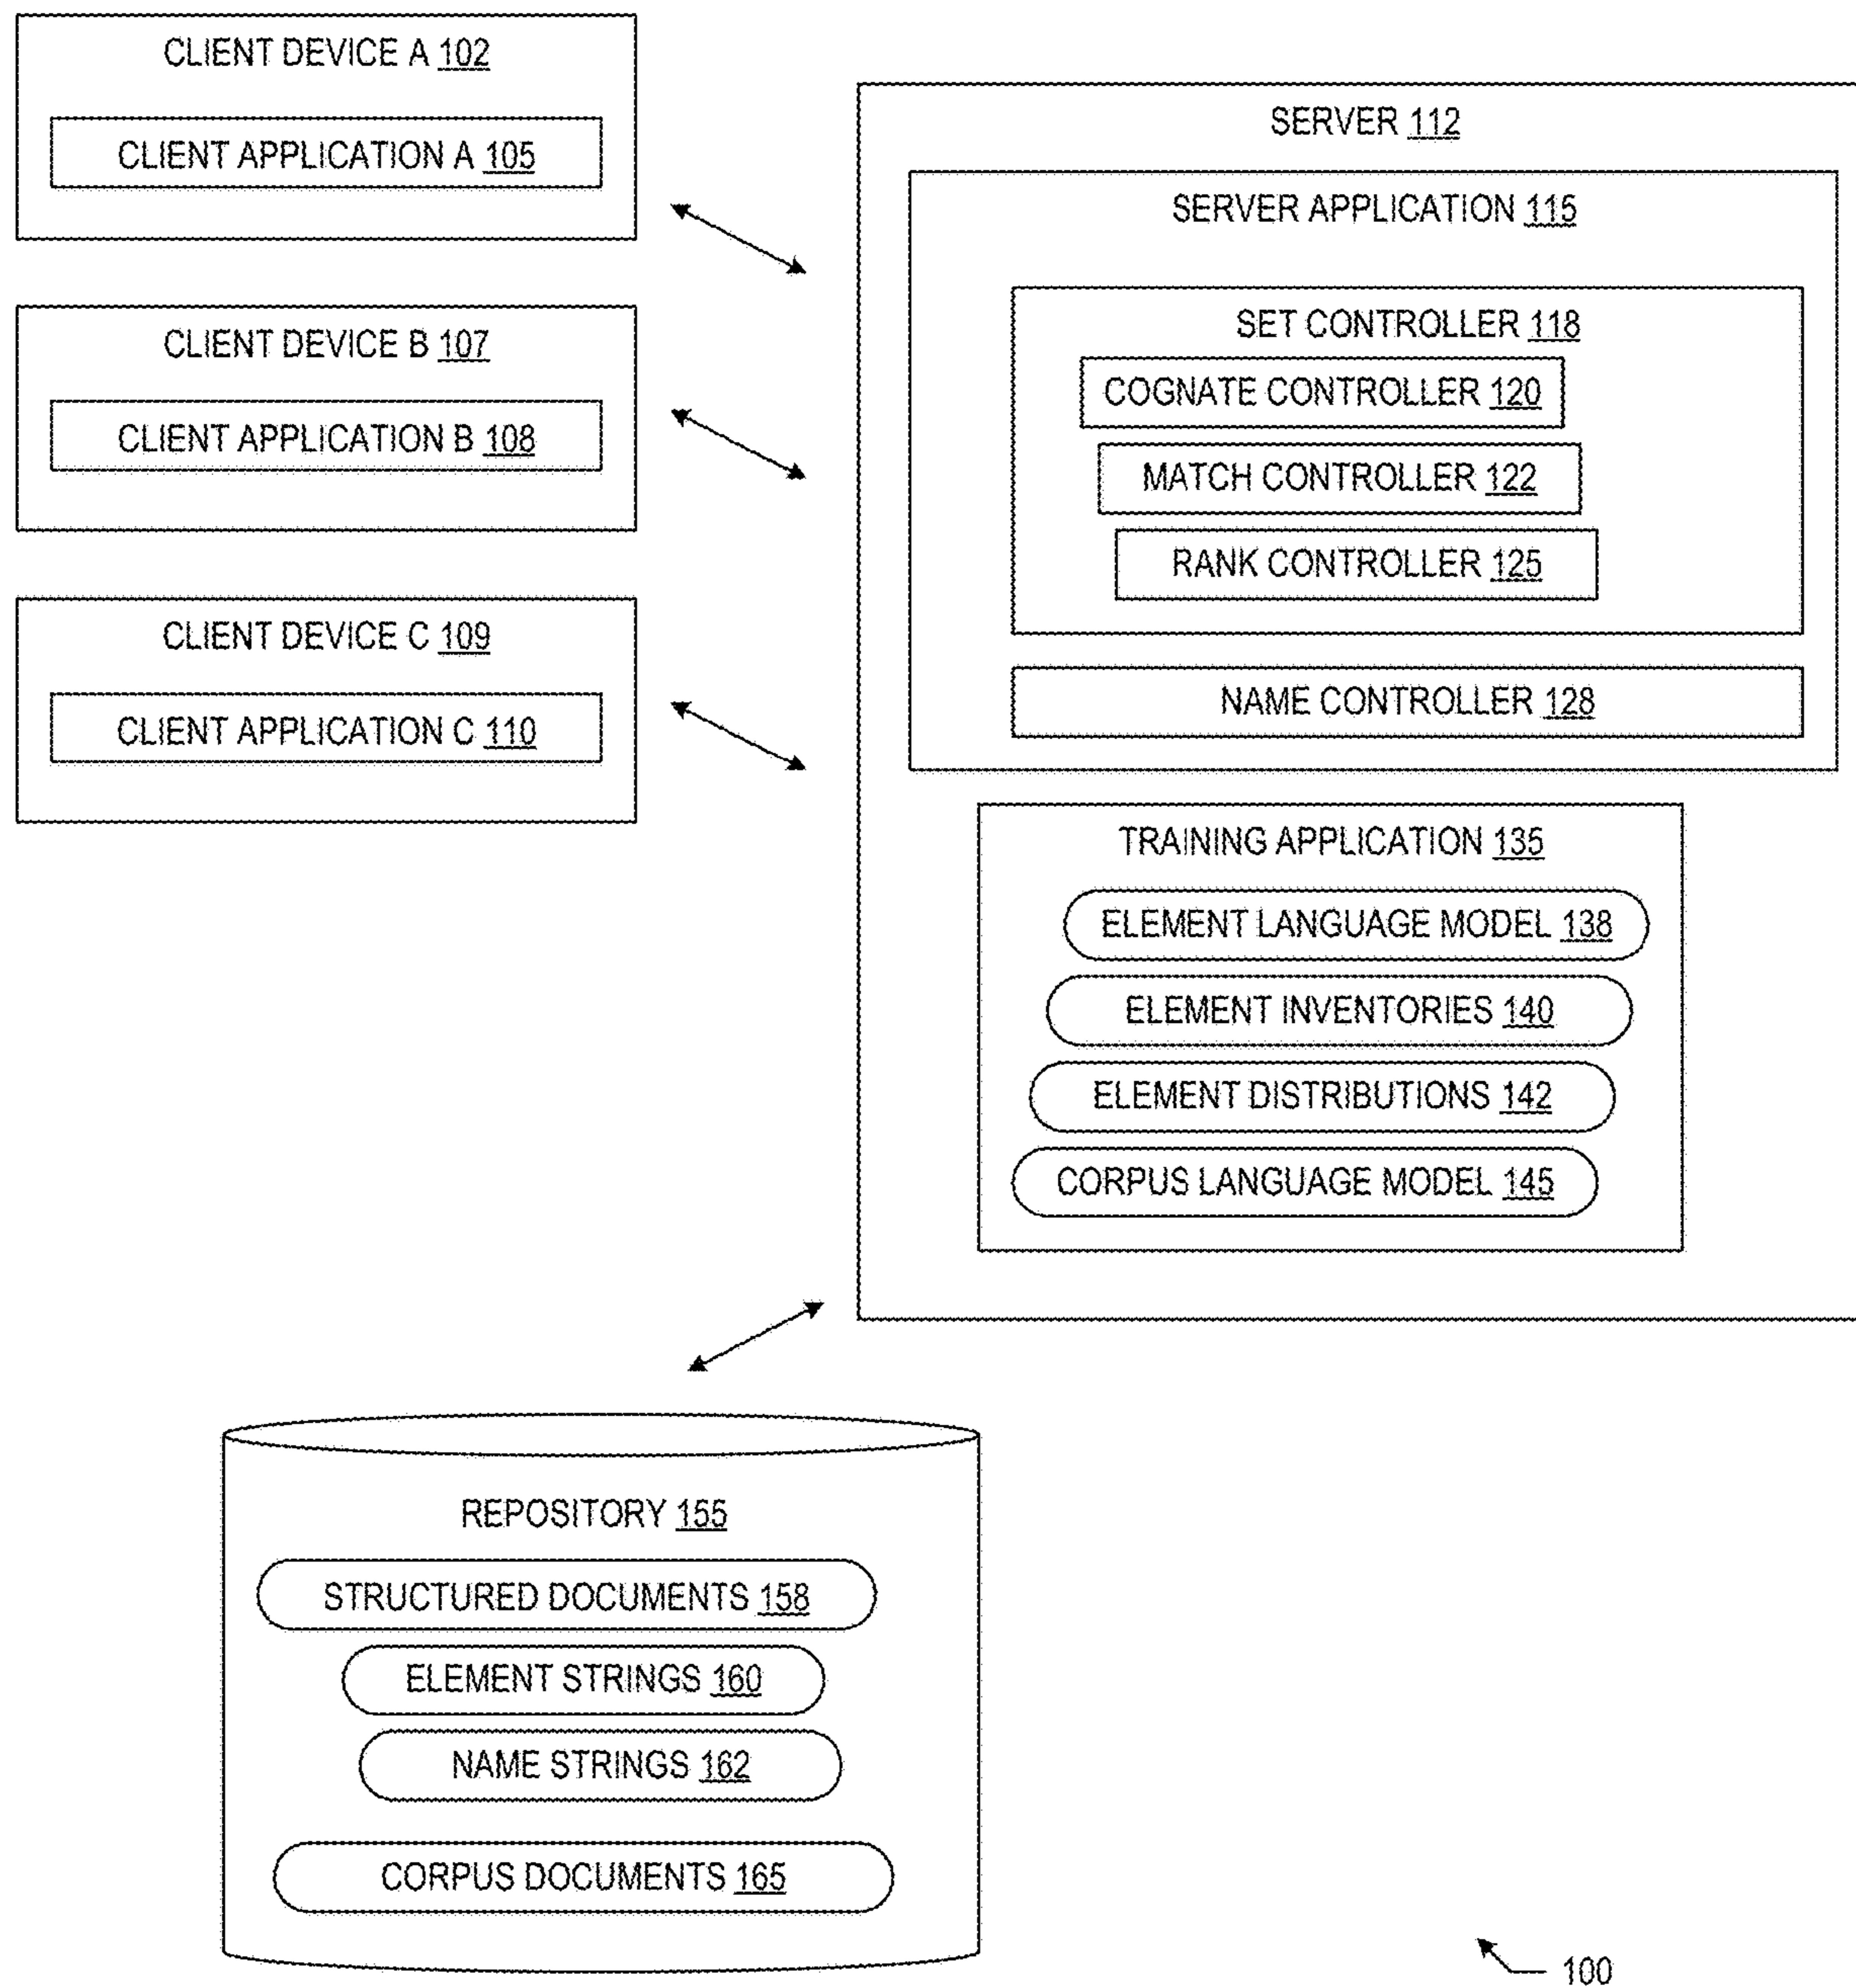 CLIENT DEVICE A 102
CLIENT APPLICATION A 105
CLIENT DEVICE B 107
CLIENT APPLICATION B 108
CLIENT DEVICE C 109
CLIENT APPLICATION C 110
SERVER 112
SERVER APPLICATION 115
SET CONTROLLER 118
COGNATE CONTROLLER 120
MATCH CONTROLLER 122
RANK CONTROLLER 125
NAME CONTROLLER 128
TRAINING APPLICATION 135
ELEMENT LANGUAGE MODEL 138
ELEMENT INVENTORIES 140
ELEMENT DISTRIBUTIONS 142
CORPUS LANGUAGE MODEL 145
REPOSITORY 155
STRUCTURED DOCUMENTS 158
ELEMENT STRINGS 160
NAME STRINGS 162
CORPUS DOCUMENTS 165
100